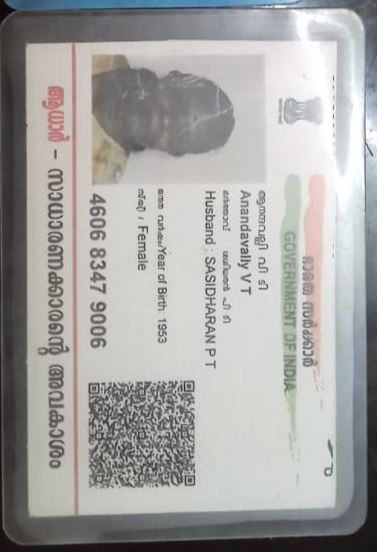 ഭാരത സർക്കാർ
GOVERNMENT OF INDIA
ആനന്ദവല്ലി വി ടി
Anandavally V T
ഭർത്താവ് : ശശിധരൻ പി ടി
Husband : SASIDHARAN P T
ജനന വർഷം/Year of Birth: 1953
സ്ത്രീ / Female
4606 8347 9006
ആധാർ - സാധാരണക്കാരന്റെ അവകാശം